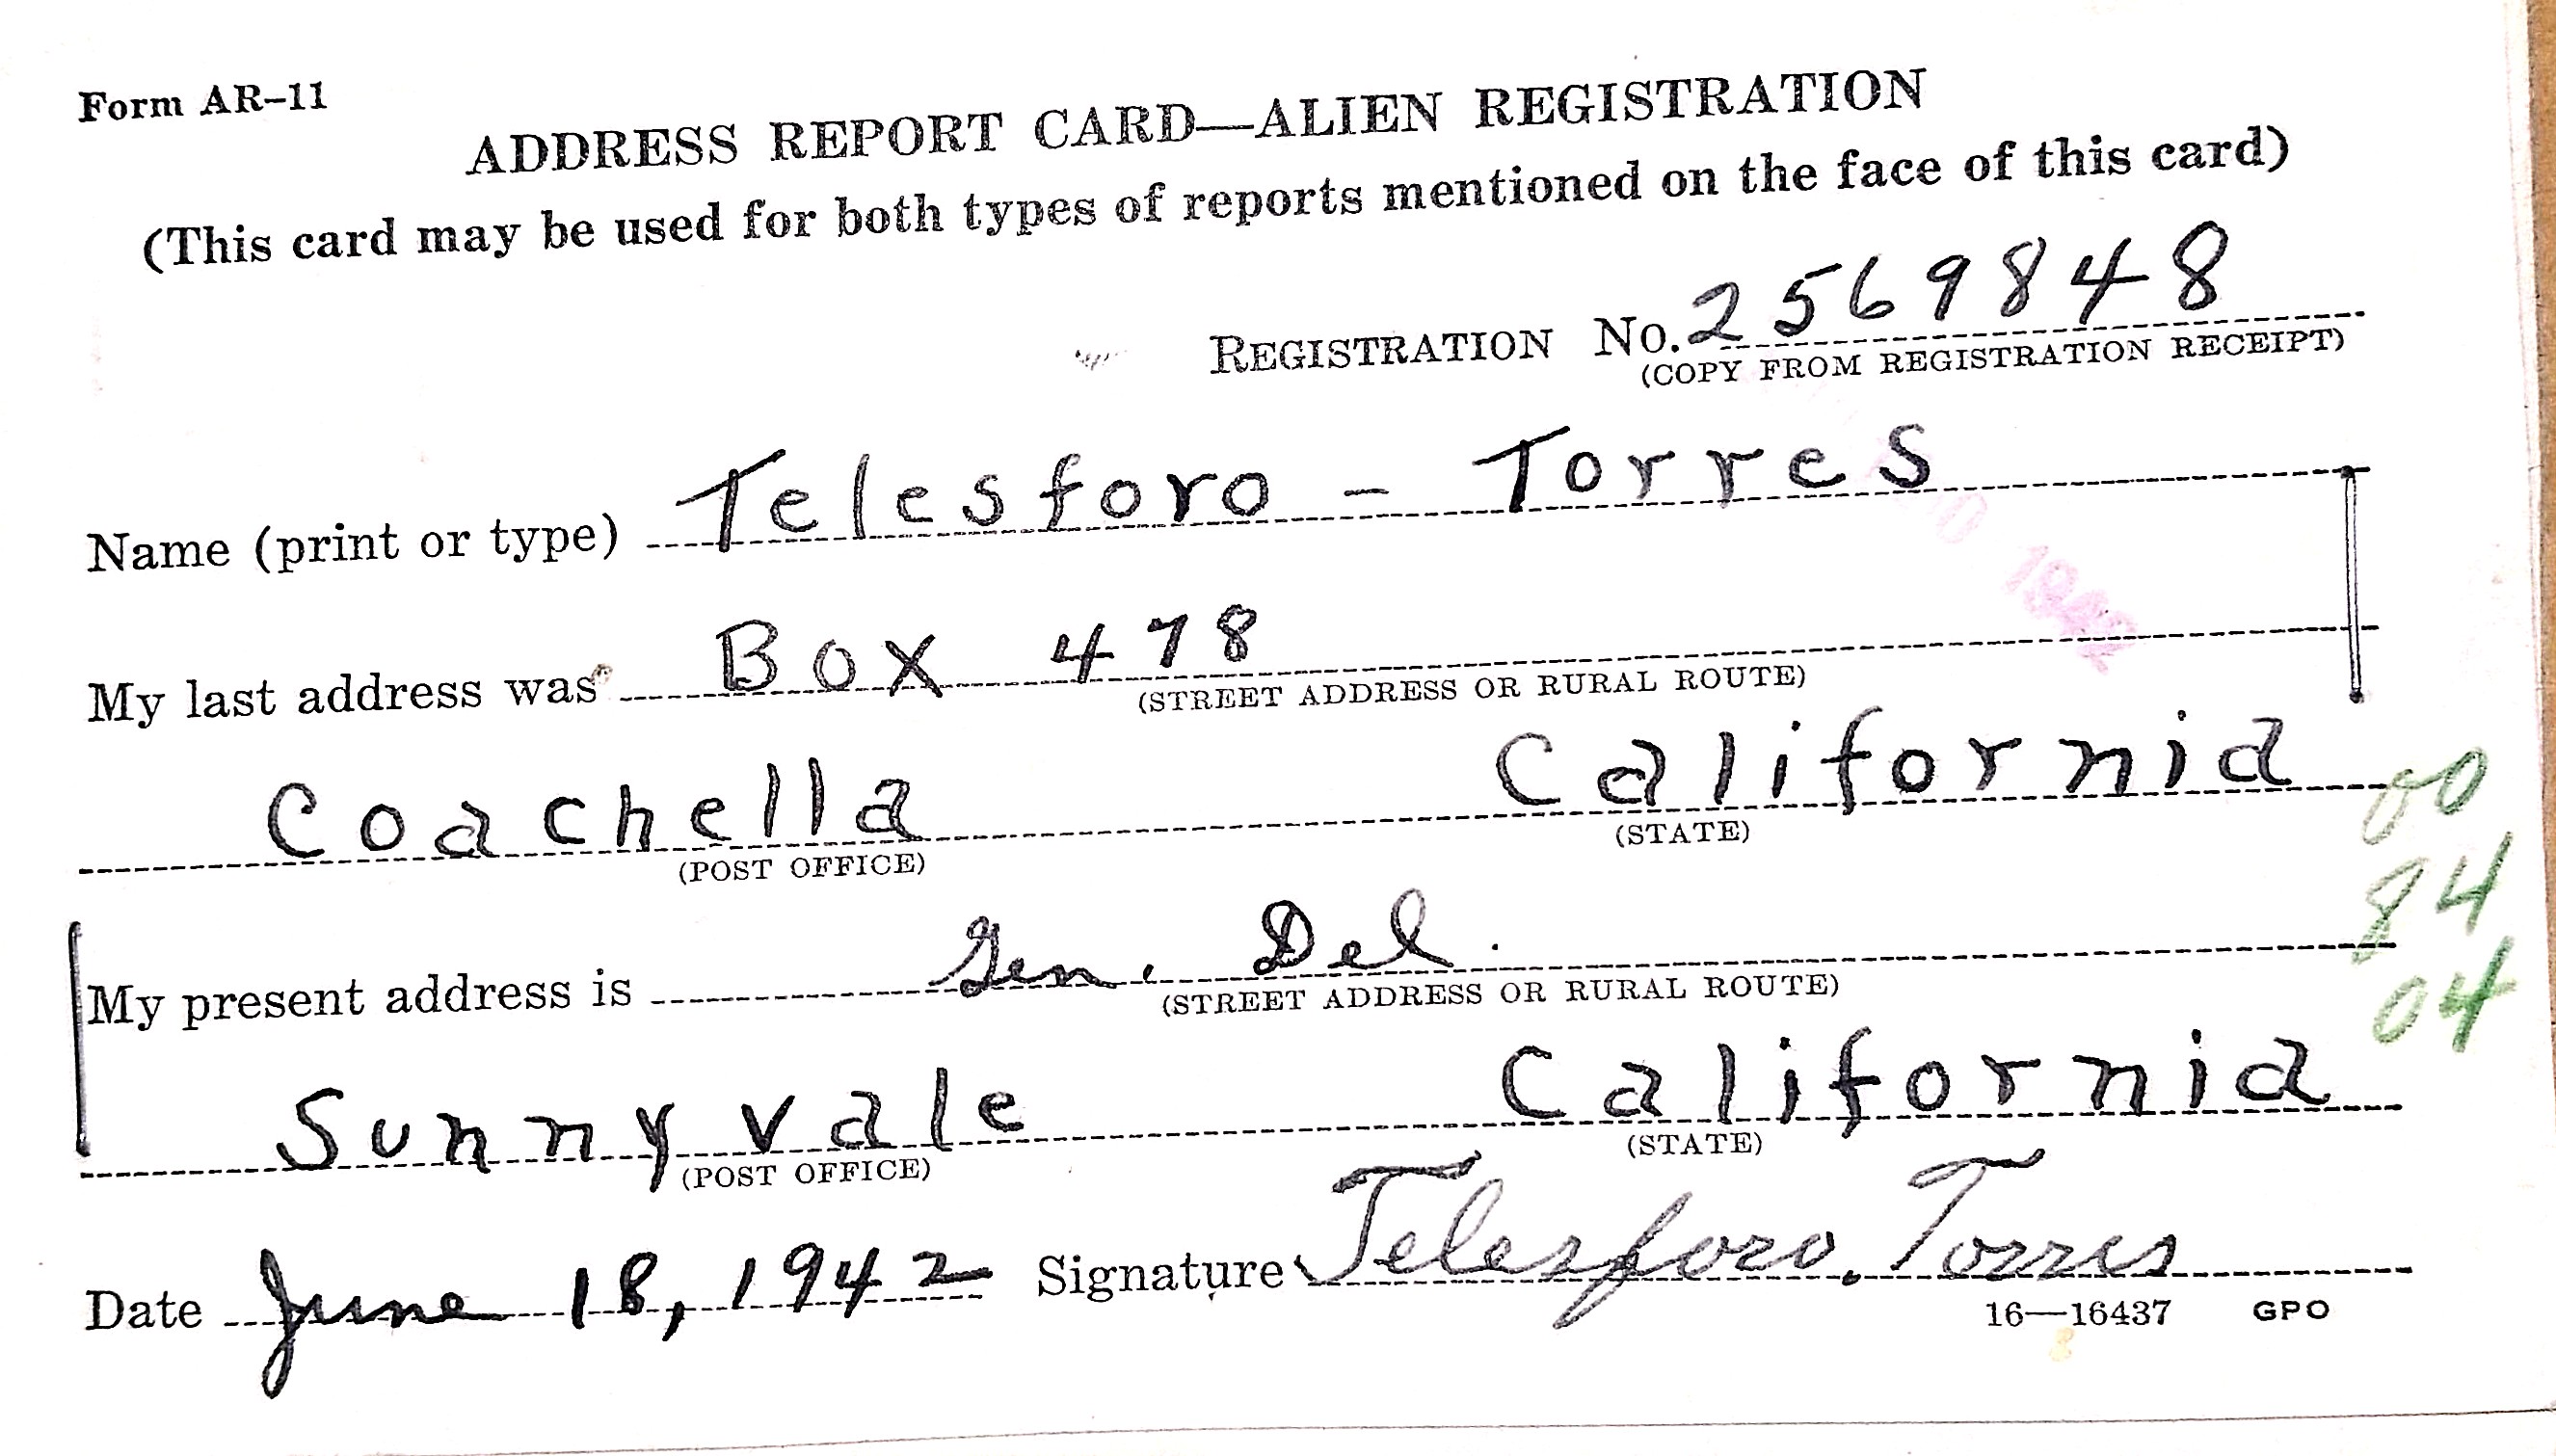 Form AR–11
ADDRESS REPORT CARD—ALIEN REGISTRATION
(This card may be used for both types of reports mentioned on the face of this card)
REGISTRATION No. 2569848
(COPY FROM REGISTRATION RECEIPT)
Name (print or type) Telesforo – Torres
1942
My last address was Box 478
(STREET ADDRESS OR RURAL ROUTE)
Coachella California
(POST OFFICE) (STATE)
00
84
My present address is Gen. Del.
(STREET ADDRESS OR RURAL ROUTE)
04
Sunnyvale California
(POST OFFICE) (STATE)
Date June 18, 1942 Signature Telesforo. Torres
16—16437 GPO